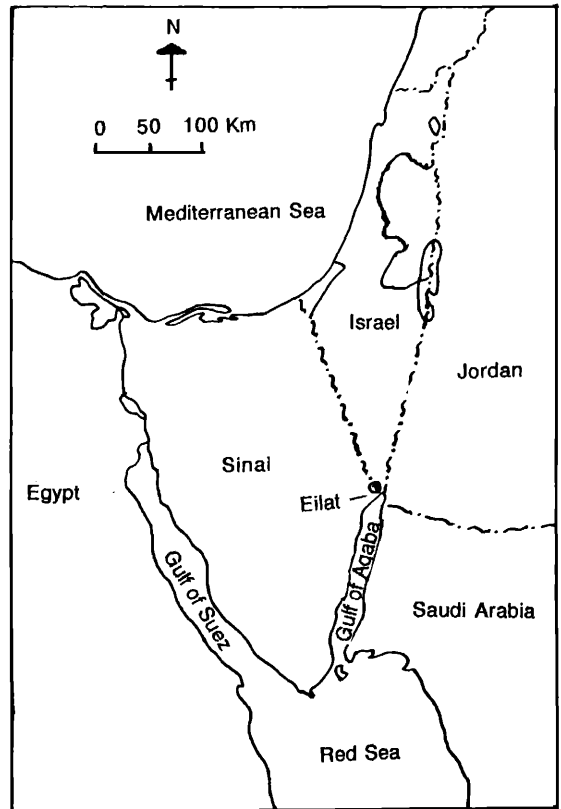 N
0 50 100 Km
Mediterranean Sea
Israel
Jordan
Sinai
Egypt
Eilat
Gulf of Suez
Gulf of Aqaba
Saudi Arabia
Red Sea